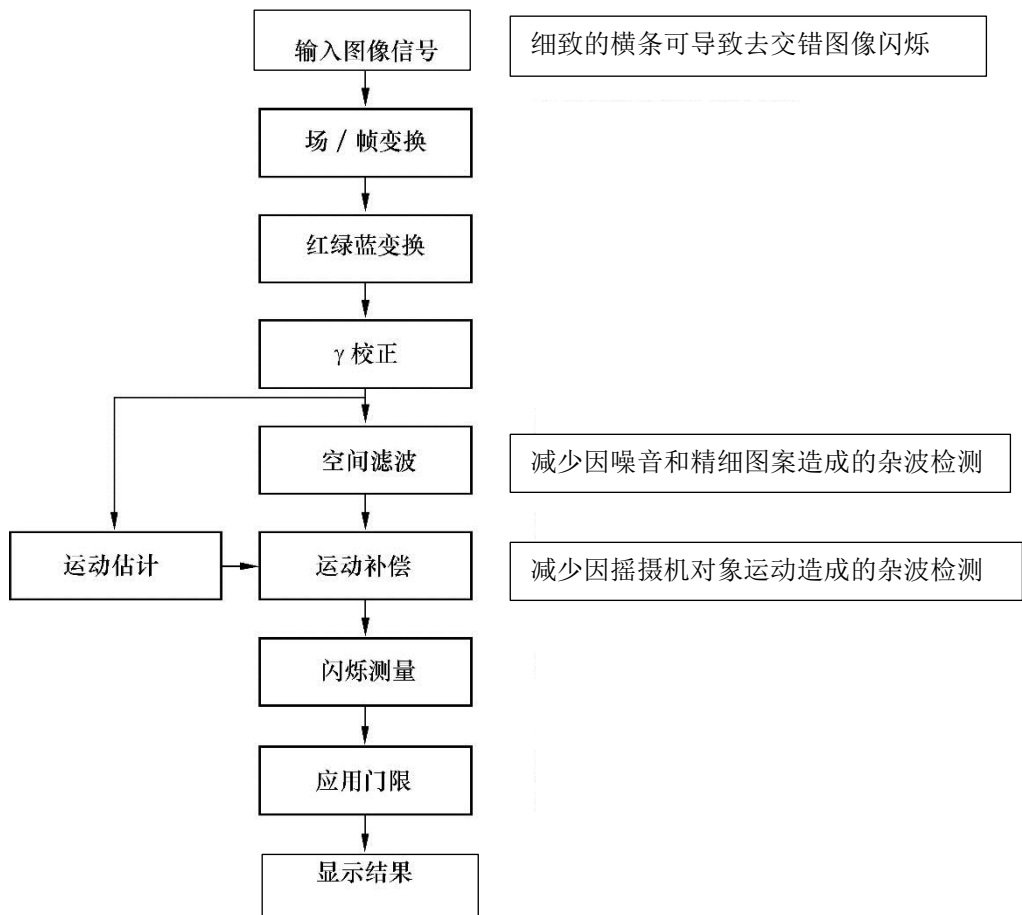 输入图像信号
细致的横条可导致去交错图像闪烁
场 / 帧变换
红绿蓝变换
γ 校正
空间滤波
减少因噪音和精细图案造成的杂波检测
运动估计
运动补偿
减少因摇摄机对象运动造成的杂波检测
闪烁测量
应用门限
显示结果